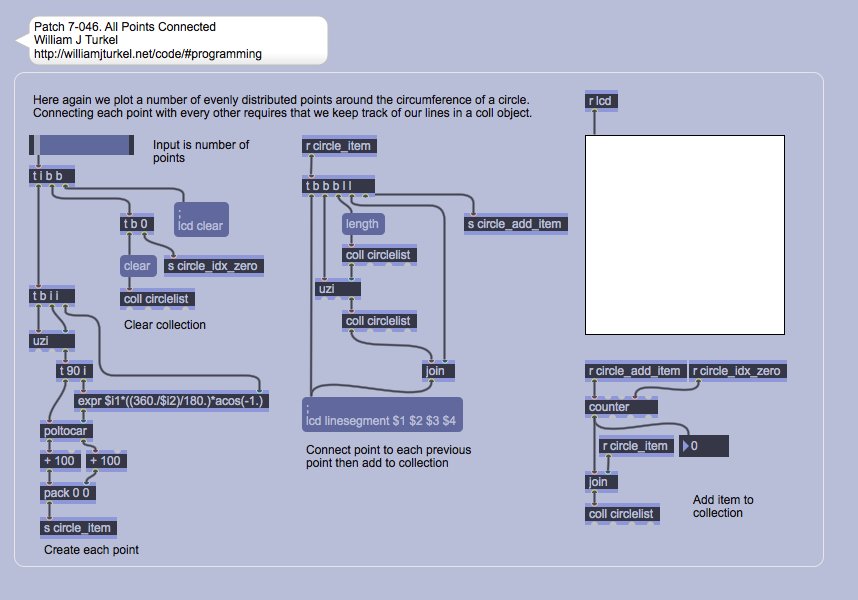 Patch 7-046. All Points Connected
William J Turkel
http://williamjturkel.net/code/#programming
Here again we plot a number of evenly distributed points around the circumference of a circle.
Connecting each point with every other requires that we keep track of our lines in a coll object.
Input is number of
points
t i b b
t b 0
;
lcd clear
clear
s circle_idx_zero
coll circlelist
Clear collection
t b i i
uzi
t 90 i
expr $i1*((360./$i2)/180.)*acos(-1.)
poltocar
+ 100
+ 100
pack 0 0
s circle_item
Create each point
r circle_item
t b b b l l
length
s circle_add_item
coll circlelist
uzi
coll circlelist
join
;
lcd linesegment $1 $2 $3 $4
Connect point to each previous
point then add to collection
r lcd
r circle_add_item
r circle_idx_zero
counter
r circle_item
0
join
coll circlelist
Add item to
collection